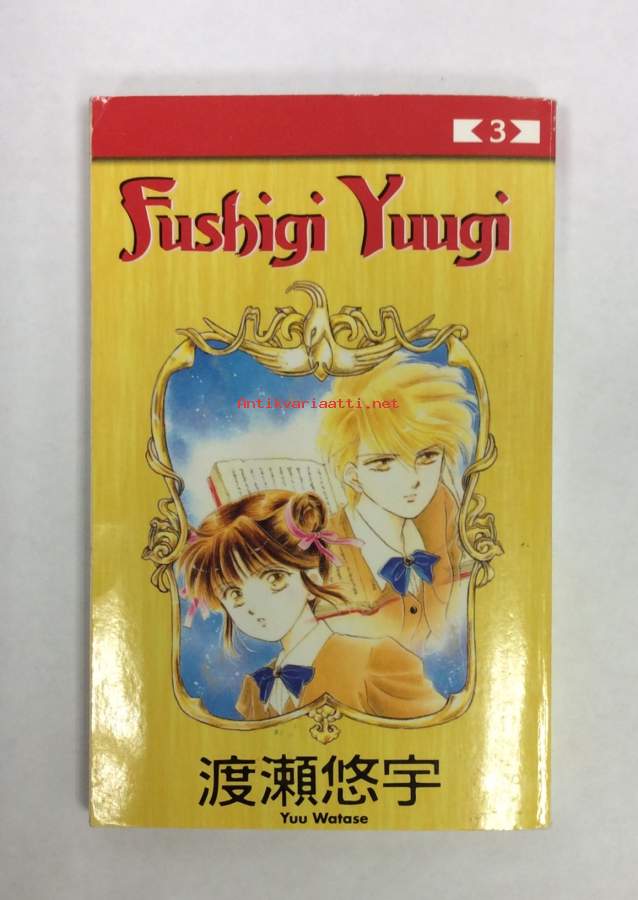 3
Fushigi Yuugi
Antikvariaatti.net
渡瀬悠宇
Yuu Watase